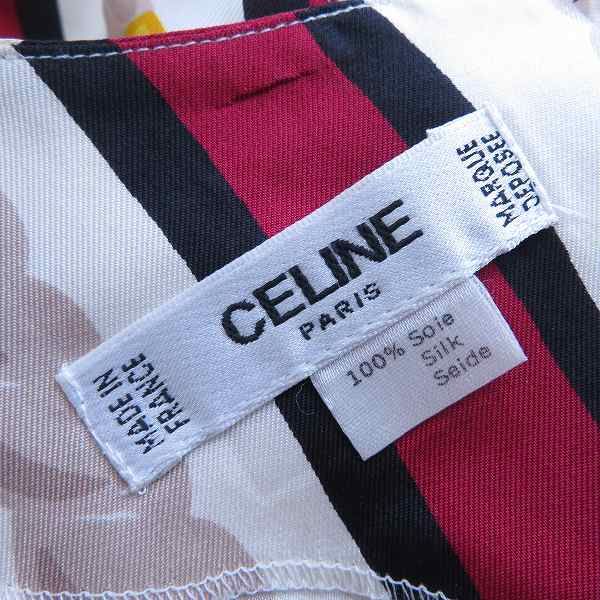 CELINE
PARIS
MADE IN
FRANCE
MARQUE
DEPOSEE
100% Soie
Silk
Seide